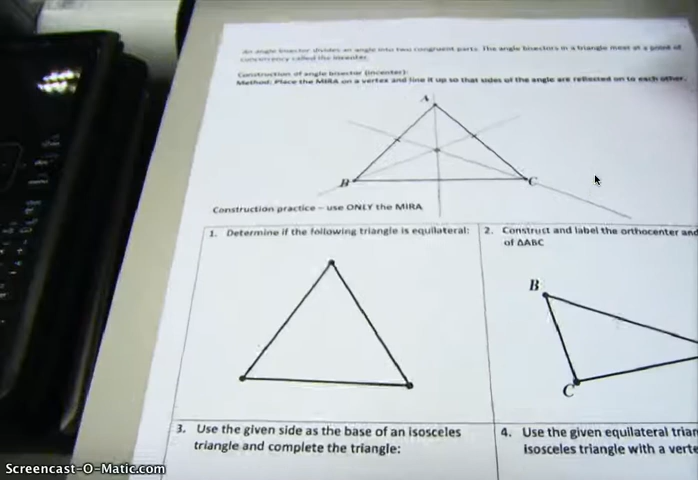 An angle bisector divides an angle into two congruent parts. The angle bisectors in a triangle meet at a point of
concurrency called the incenter.
Construction of angle bisector (incenter):
Method: Place the MIRA on a vertex and line it up so that sides of the angle are reflected on to each other.
A
B
C
Construction practice – use ONLY the MIRA
1. Determine if the following triangle is equilateral:
2. Construct and label the orthocenter and
of ΔABC
B
C
3. Use the given side as the base of an isosceles
triangle and complete the triangle:
4. Use the given equilateral trian
isosceles triangle with a verte
Screencast-O-Matic.com